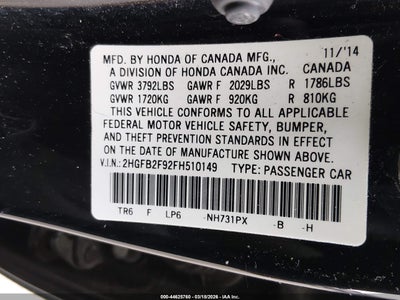 MFD. BY HONDA OF CANADA MFG., 11/'14
A DIVISION OF HONDA CANADA INC. CANADA
GVWR 3792LBS GAWR F 2029LBS R 1786LBS
GVWR 1720KG GAWR F 920KG R 810KG
THIS VEHICLE CONFORMS TO ALL APPLICABLE
FEDERAL MOTOR VEHICLE SAFETY, BUMPER,
AND THEFT PREVENTION STANDARDS IN EFFECT
ON THE DATE OF MANUFACTURE SHOWN ABOVE.
V.I.N.: 2HGFB2F92FH510149 TYPE: PASSENGER CAR
TR6 F LP6 -NH731PX -B -H
000-44625760 - 03/18/2026 - © IAA, Inc.